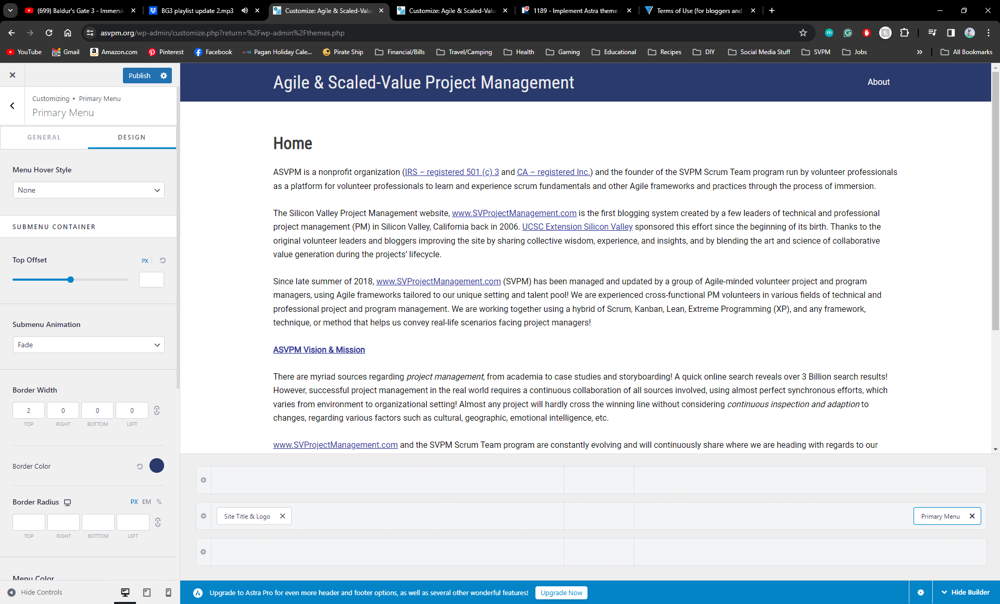 (699) Baldur's Gate 3 - Immersiv
BG3 playlist update 2.mp3
Customize: Agile & Scaled-Valu
Customize: Agile & Scaled-Valu
1189 - Implement Astra theme
Terms of Use (for bloggers and
asvpm.org/wp-admin/customize.php?return=%2Fwp-admin%2Fthemes.php
YouTube
Gmail
Amazon.com
Pinterest
Facebook
Pagan Holiday Cale...
Pirate Ship
Financial/Bills
Travel/Camping
Health
Gaming
Educational
Recipes
DIY
Social Media Stuff
SVPM
Jobs
All Bookmarks
Publish
Customizing ▸ Primary Menu
Primary Menu
GENERAL
DESIGN
Menu Hover Style
None
SUBMENU CONTAINER
Top Offset
PX
Submenu Animation
Fade
Border Width
2
0
0
0
TOP
RIGHT
BOTTOM
LEFT
Border Color
Border Radius
PX EM %
TOP
RIGHT
BOTTOM
LEFT
Menu Color
Hide Controls
Agile & Scaled-Value Project Management
About
Home
ASVPM is a nonprofit organization (IRS – registered 501 (c) 3 and CA – registered Inc.) and the founder of the SVPM Scrum Team program run by volunteer professionals
as a platform for volunteer professionals to learn and experience scrum fundamentals and other Agile frameworks and practices through the process of immersion.
The Silicon Valley Project Management website, www.SVProjectManagement.com is the first blogging system created by a few leaders of technical and professional
project management (PM) in Silicon Valley, California back in 2006. UCSC Extension Silicon Valley sponsored this effort since the beginning of its birth. Thanks to the
original volunteer leaders and bloggers improving the site by sharing collective wisdom, experience, and insights, and by blending the art and science of collaborative
value generation during the projects’ lifecycle.
Since late summer of 2018, www.SVProjectManagement.com (SVPM) has been managed and updated by a group of Agile-minded volunteer project and program
managers, using Agile frameworks tailored to our unique setting and talent pool! We are experienced cross-functional PM volunteers in various fields of technical and
professional project and program management. We are working together using a hybrid of Scrum, Kanban, Lean, Extreme Programming (XP), and any framework,
technique, or method that helps us convey real-life scenarios facing project managers!
ASVPM Vision & Mission
There are myriad sources regarding project management, from academia to case studies and storyboarding! A quick online search reveals over 3 Billion search results!
However, successful project management in the real world requires a continuous collaboration of all sources involved, using almost perfect synchronous efforts, which
varies from environment to organizational setting! Almost any project will hardly cross the winning line without considering continuous inspection and adaption to
changes, regarding various factors such as cultural, geographic, emotional intelligence, etc.
www.SVProjectManagement.com and the SVPM Scrum Team program are constantly evolving and will continuously share where we are heading with regards to our
Site Title & Logo
Primary Menu
Upgrade to Astra Pro for even more header and footer options, as well as several other wonderful features!
Upgrade Now
Hide Builder